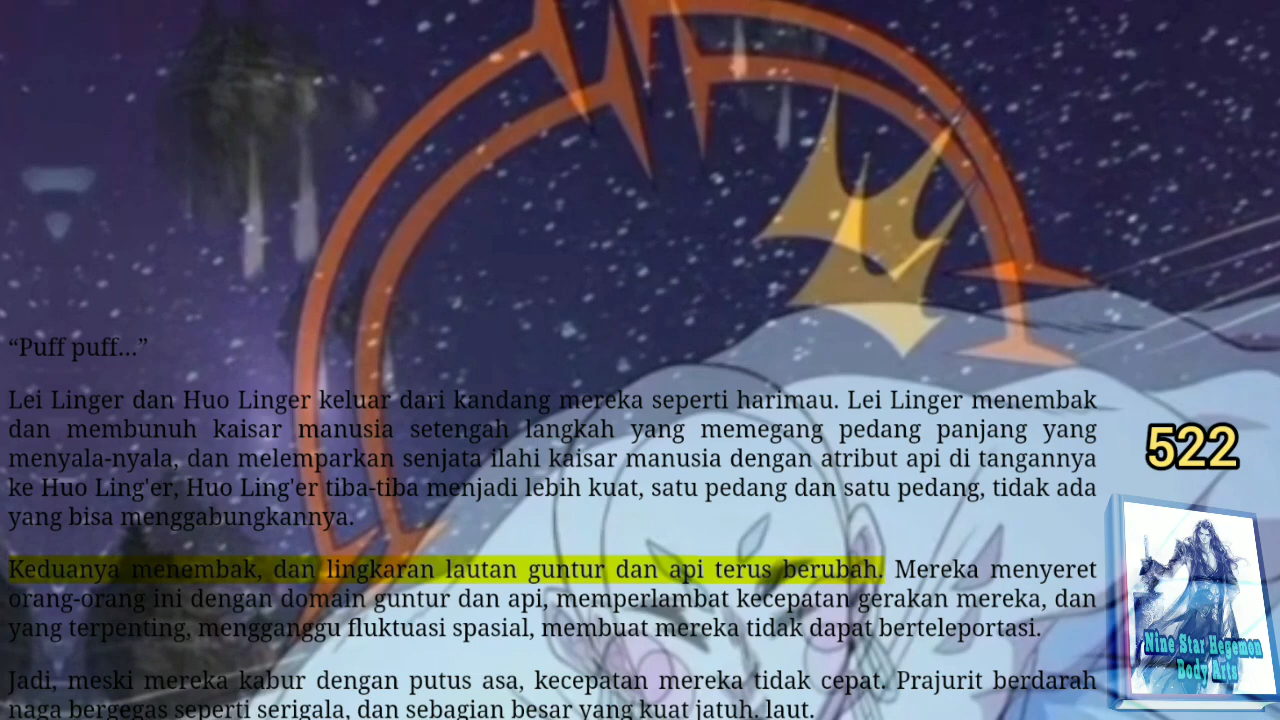 “Puff puff...”
Lei Linger dan Huo Linger keluar dari kandang mereka seperti harimau. Lei Linger menembak
dan membunuh kaisar manusia setengah langkah yang memegang pedang panjang yang
menyala-nyala, dan melemparkan senjata ilahi kaisar manusia dengan atribut api di tangannya
ke Huo Ling'er, Huo Ling'er tiba-tiba menjadi lebih kuat, satu pedang dan satu pedang, tidak ada
yang bisa menggabungkannya.
522
Keduanya menembak, dan lingkaran lautan guntur dan api terus berubah. Mereka menyeret
orang-orang ini dengan domain guntur dan api, memperlambat kecepatan gerakan mereka, dan
yang terpenting, mengganggu fluktuasi spasial, membuat mereka tidak dapat berteleportasi.
Jadi, meski mereka kabur dengan putus asa, kecepatan mereka tidak cepat. Prajurit berdarah
naga bergegas seperti serigala, dan sebagian besar yang kuat jatuh. laut.
Nine Star Hegemon
Body Arts